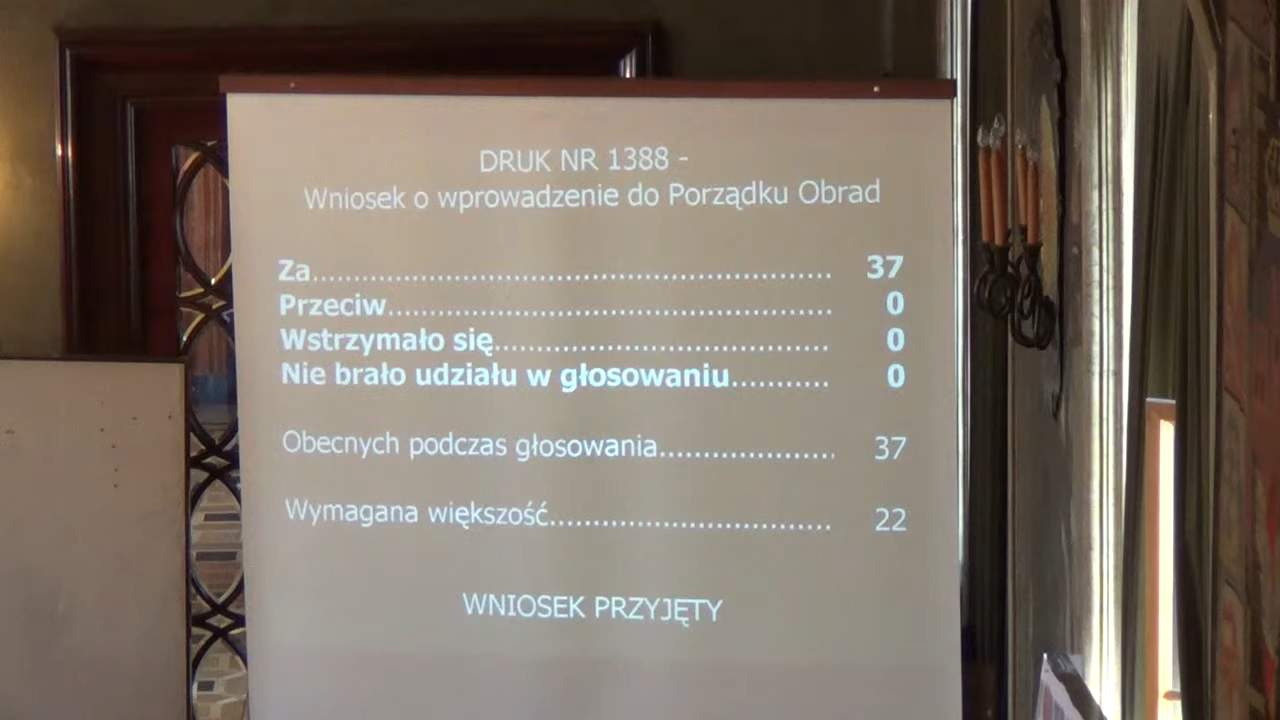 DRUK NR 1388 -
Wniosek o wprowadzenie do Porządku Obrad
Za............................................................... 37
Przeciw...................................................... 0
Wstrzymało się......................................... 0
Nie brało udziału w głosowaniu........... 0
Obecnych podczas głosowania...................... 37
Wymagana większość................................... 22
WNIOSEK PRZYJĘTY